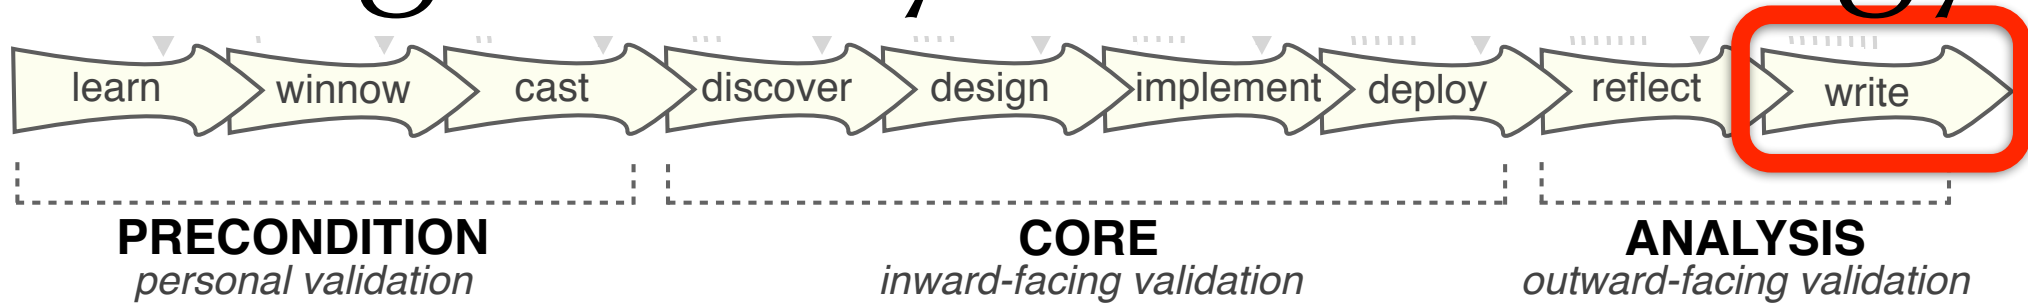 learn winnow cast discover design implement deploy reflect write
PRECONDITION CORE ANALYSIS
personal validation inward-facing validation outward-facing validation